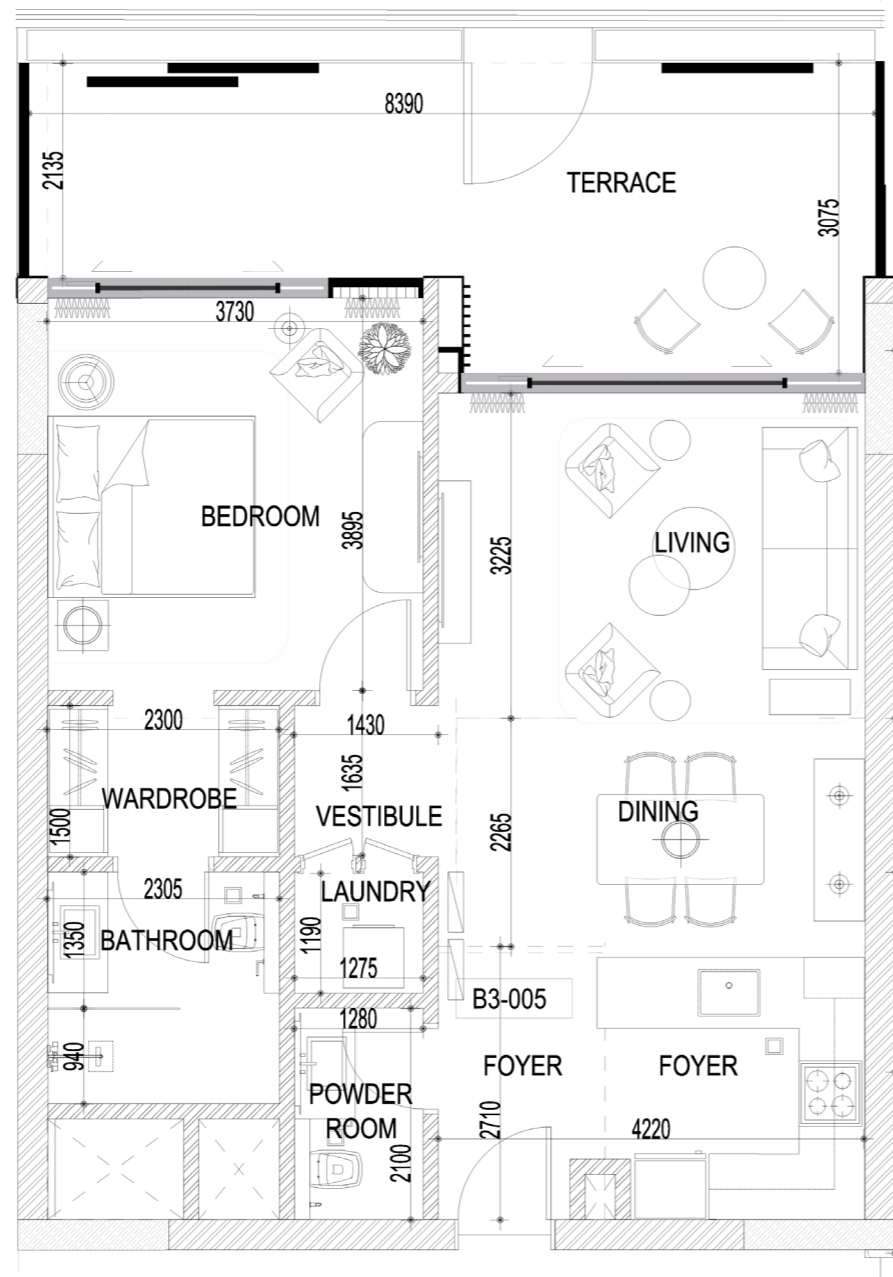 8390
2135
TERRACE
3075
3730
BEDROOM
3895
3225
LIVING
2300
1430
1635
WARDROBE
1500
VESTIBULE
2265
DINING
2305
LAUNDRY
1350
BATHROOM
1190
1275
B3-005
1280
940
FOYER
FOYER
POWDER
ROOM
2710
4220
2100